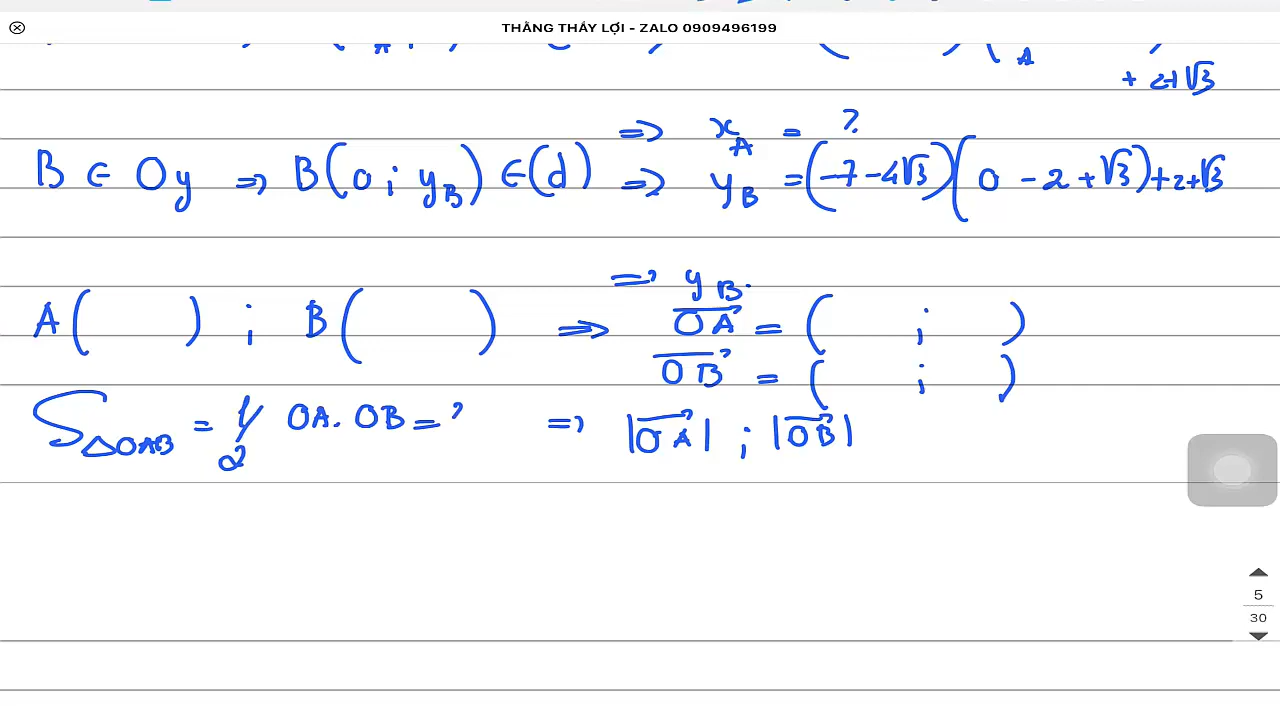 THẮNG THẦY LỢI - ZALO 0909496199
A
A
+ 2+√3
=> x_A = ?
B ∈ Oy => B(0 ; y_B) ∈ (d) => y_B = (-7 - 4√3)(0 - 2 + √3) + 2+√3
=> y_B
A( ) ; B( ) => OA = ( ; )
OB = ( ; )
S_ΔOAB = 1/2 OA. OB = ? => |OA| ; |OB|
5
30